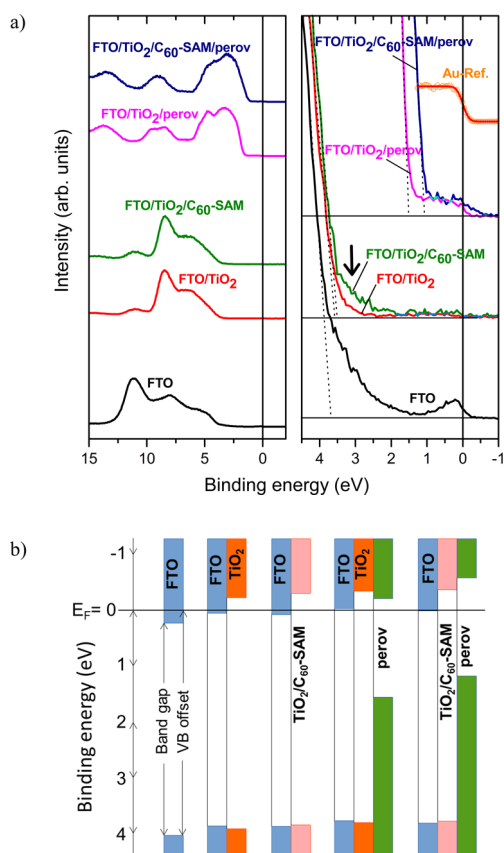 a)
FTO/TiO2/C60-SAM/perov
FTO/TiO2/perov
FTO/TiO2/C60-SAM
FTO/TiO2
FTO
Intensity (arb. units)
15 10 5 0
FTO/TiO2/C60-SAM/perov
Au-Ref.
FTO/TiO2/perov
FTO/TiO2/C60-SAM
FTO/TiO2
FTO
4 3 2 1 0 -1
Binding energy (eV)
b)
-1
EF= 0
1
2
3
4
Binding energy (eV)
Band gap
VB offset
FTO
FTO
TiO2
TiO2/C60-SAM
FTO
TiO2
perov
FTO
TiO2/C60-SAM
perov